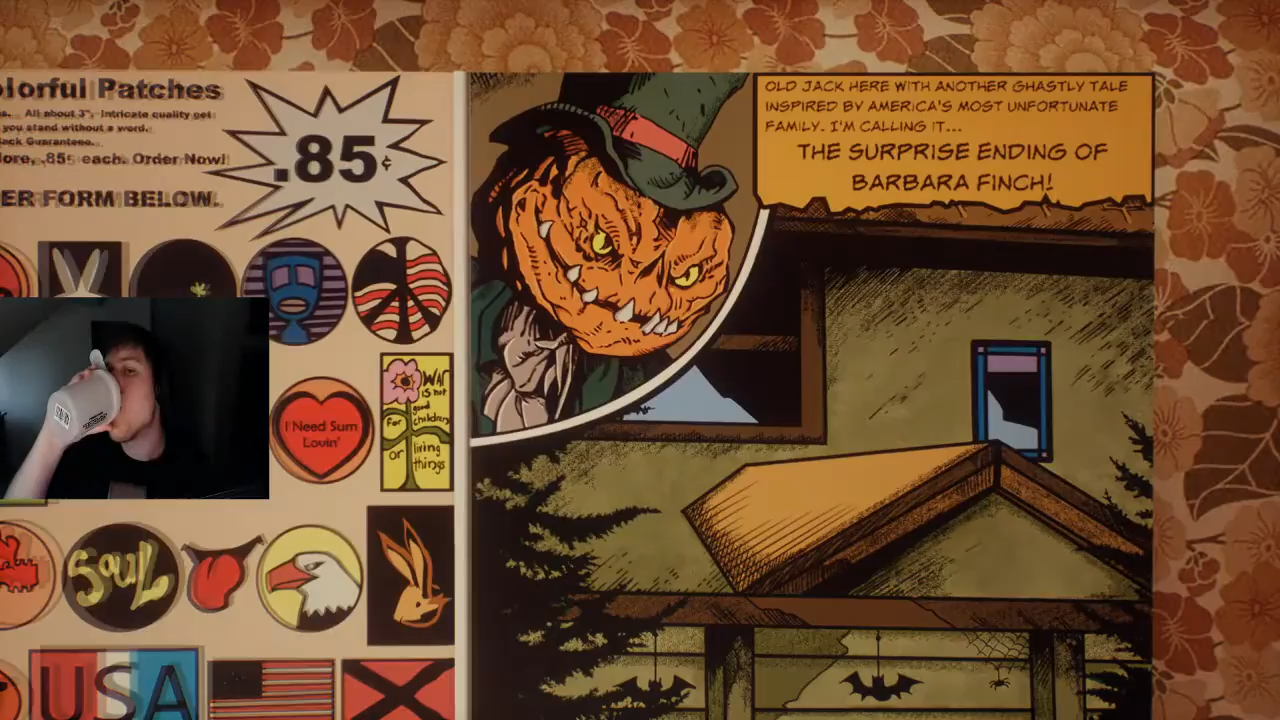 olorful Patches
All about 3", Intricate quality get
you stand without a word.
ack Guarantee.
ore, .85¢ each. Order Now!
ER FORM BELOW.
.85¢
OLD JACK HERE WITH ANOTHER GHASTLY TALE
INSPIRED BY AMERICA'S MOST UNFORTUNATE
FAMILY. I'M CALLING IT...
THE SURPRISE ENDING OF
BARBARA FINCH!
I Need Sum
Lovin'
WAR
is not
good
For children
or living
things
SOUL
USA